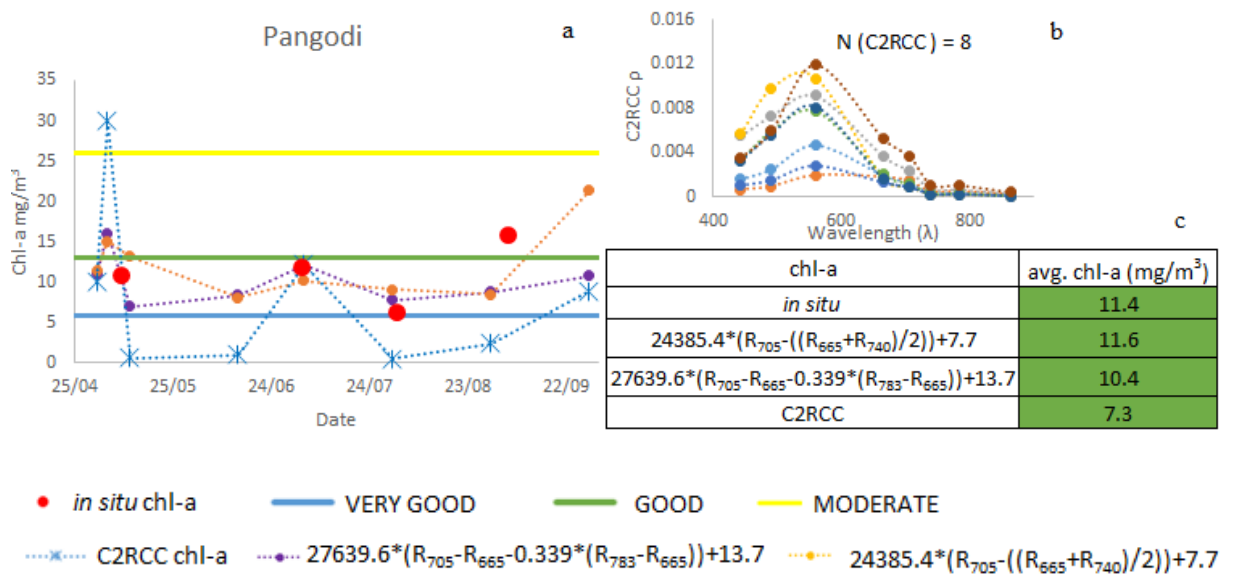 Pangodi
a
Chl-a mg/m³
35
30
25
20
15
10
5
0
25/04 25/05 24/06 24/07 23/08 22/09
Date
N (C2RCC) = 8
b
C2RCC ρ
0.016
0.012
0.008
0.004
0
400 600 800
Wavelength (λ)
c
chl-a avg. chl-a (mg/m³)
in situ 11.4
24385.4*(R₇₀₅-((R₆₆₅+R₇₄₀)/2))+7.7 11.6
27639.6*(R₇₀₅-R₆₆₅-0.339*(R₇₈₃-R₆₆₅))+13.7 10.4
C2RCC 7.3
in situ chl-a VERY GOOD GOOD MODERATE
C2RCC chl-a 27639.6*(R₇₀₅-R₆₆₅-0.339*(R₇₈₃-R₆₆₅))+13.7 24385.4*(R₇₀₅-((R₆₆₅+R₇₄₀)/2))+7.7